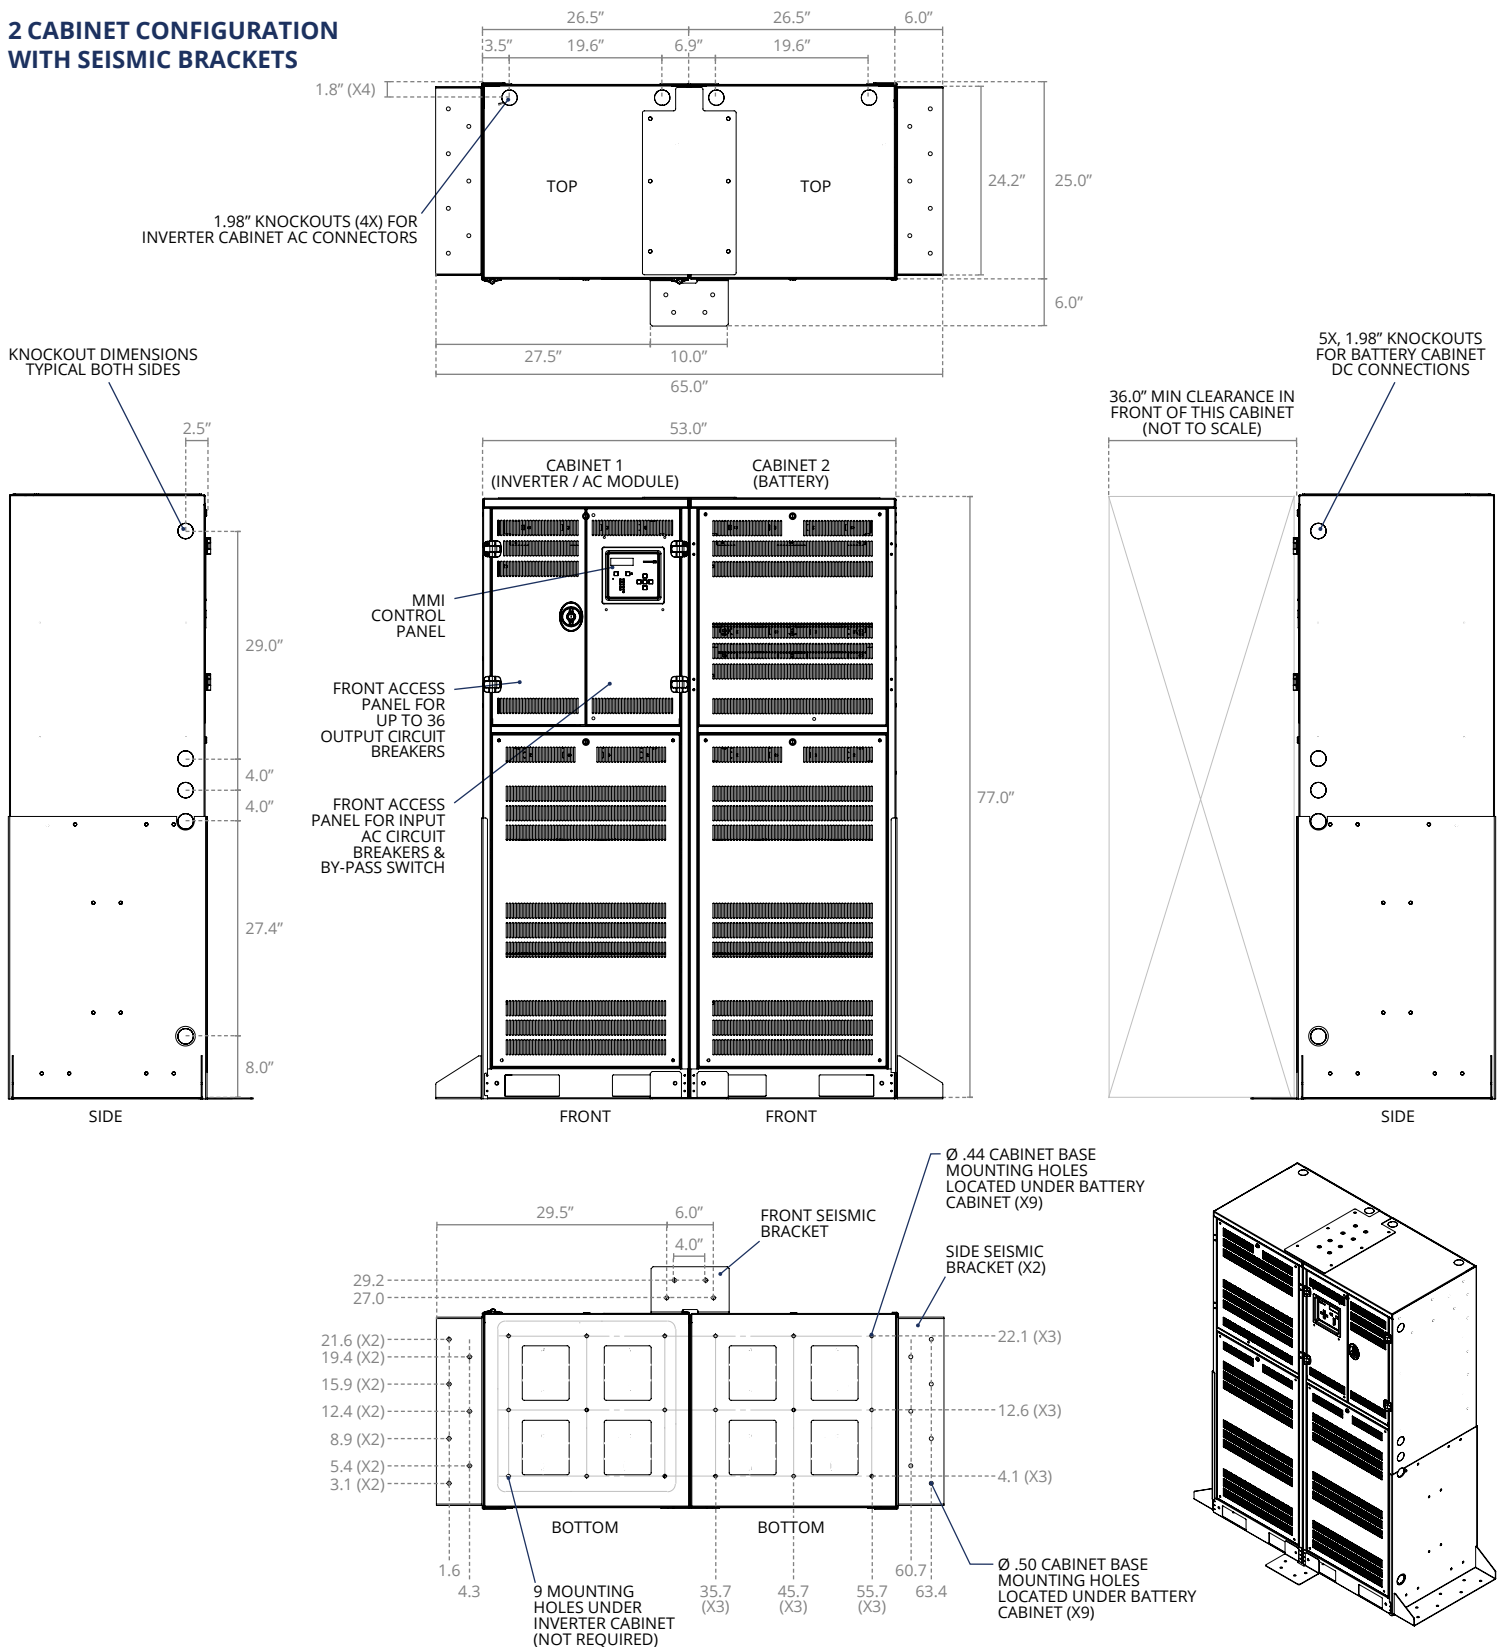 2 CABINET CONFIGURATION
WITH SEISMIC BRACKETS
26.5”
26.5”
6.0”
3.5”
19.6”
6.9”
19.6”
1.8” (X4)
TOP
TOP
24.2”
25.0”
1.98” KNOCKOUTS (4X) FOR
INVERTER CABINET AC CONNECTORS
6.0”
27.5”
10.0”
65.0”
KNOCKOUT DIMENSIONS
TYPICAL BOTH SIDES
5X, 1.98” KNOCKOUTS
FOR BATTERY CABINET
DC CONNECTIONS
36.0” MIN CLEARANCE IN
FRONT OF THIS CABINET
(NOT TO SCALE)
2.5”
53.0”
CABINET 1
(INVERTER / AC MODULE)
CABINET 2
(BATTERY)
MMI
CONTROL
PANEL
29.0”
FRONT ACCESS
PANEL FOR
UP TO 36
OUTPUT CIRCUIT
BREAKERS
4.0”
4.0”
FRONT ACCESS
PANEL FOR INPUT
AC CIRCUIT
BREAKERS &
BY-PASS SWITCH
77.0”
27.4”
8.0”
SIDE
FRONT
FRONT
SIDE
Ø .44 CABINET BASE
MOUNTING HOLES
LOCATED UNDER BATTERY
CABINET (X9)
29.5”
6.0”
4.0”
FRONT SEISMIC
BRACKET
SIDE SEISMIC
BRACKET (X2)
29.2
27.0
21.6 (X2)
19.4 (X2)
15.9 (X2)
12.4 (X2)
8.9 (X2)
5.4 (X2)
3.1 (X2)
22.1 (X3)
12.6 (X3)
4.1 (X3)
BOTTOM
BOTTOM
1.6
4.3
9 MOUNTING
HOLES UNDER
INVERTER CABINET
(NOT REQUIRED)
35.7
(X3)
45.7
(X3)
55.7
(X3)
60.7
63.4
Ø .50 CABINET BASE
MOUNTING HOLES
LOCATED UNDER BATTERY
CABINET (X9)